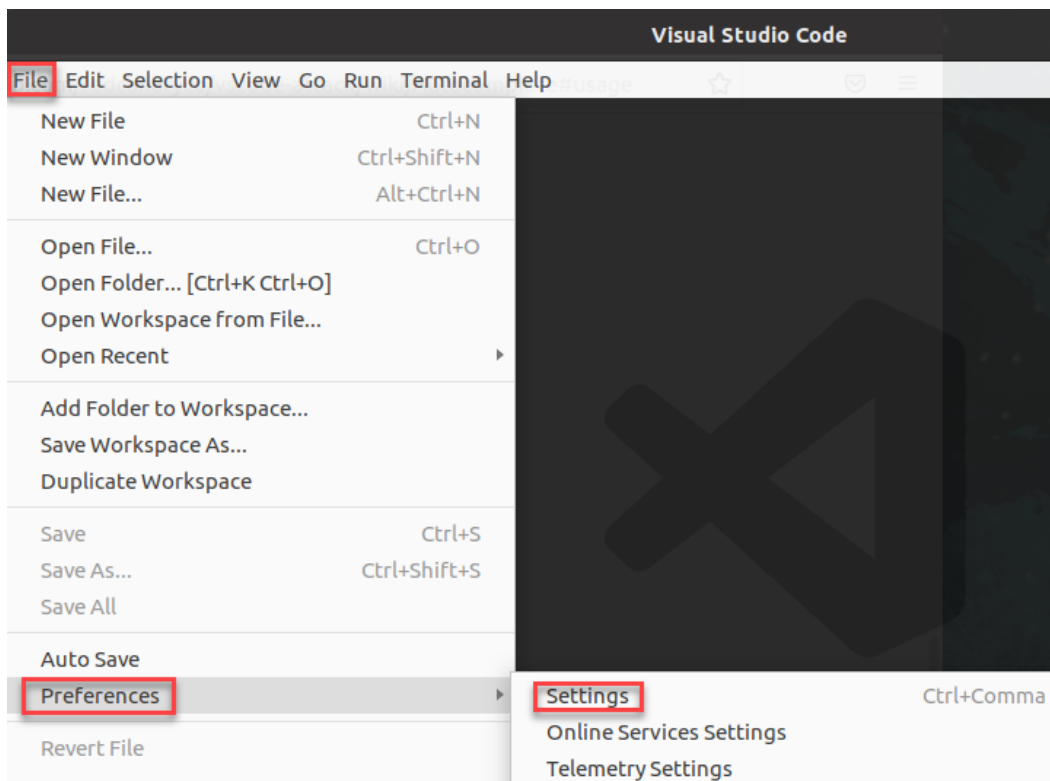 Visual Studio Code
File Edit Selection View Go Run Terminal Help
#usage
New File Ctrl+N
New Window Ctrl+Shift+N
New File... Alt+Ctrl+N
Open File... Ctrl+O
Open Folder... [Ctrl+K Ctrl+O]
Open Workspace from File...
Open Recent
Add Folder to Workspace...
Save Workspace As...
Duplicate Workspace
Save Ctrl+S
Save As... Ctrl+Shift+S
Save All
Auto Save
Preferences
Settings Ctrl+Comma
Online Services Settings
Revert File
Telemetry Settings